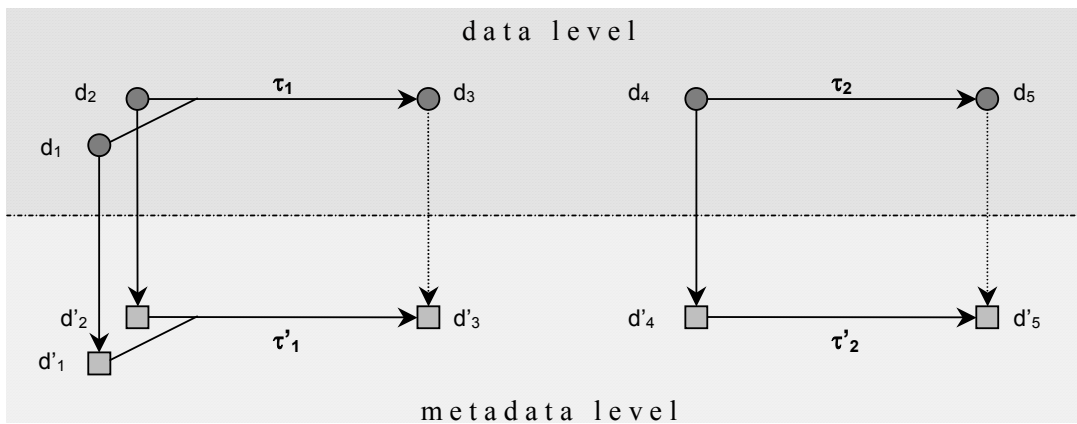 data level
d₂ τ₁ d₃ d₄ τ₂ d₅
d₁
d'₂ d'₃ d'₄ d'₅
τ'₁ τ'₂
d'₁
metadata level